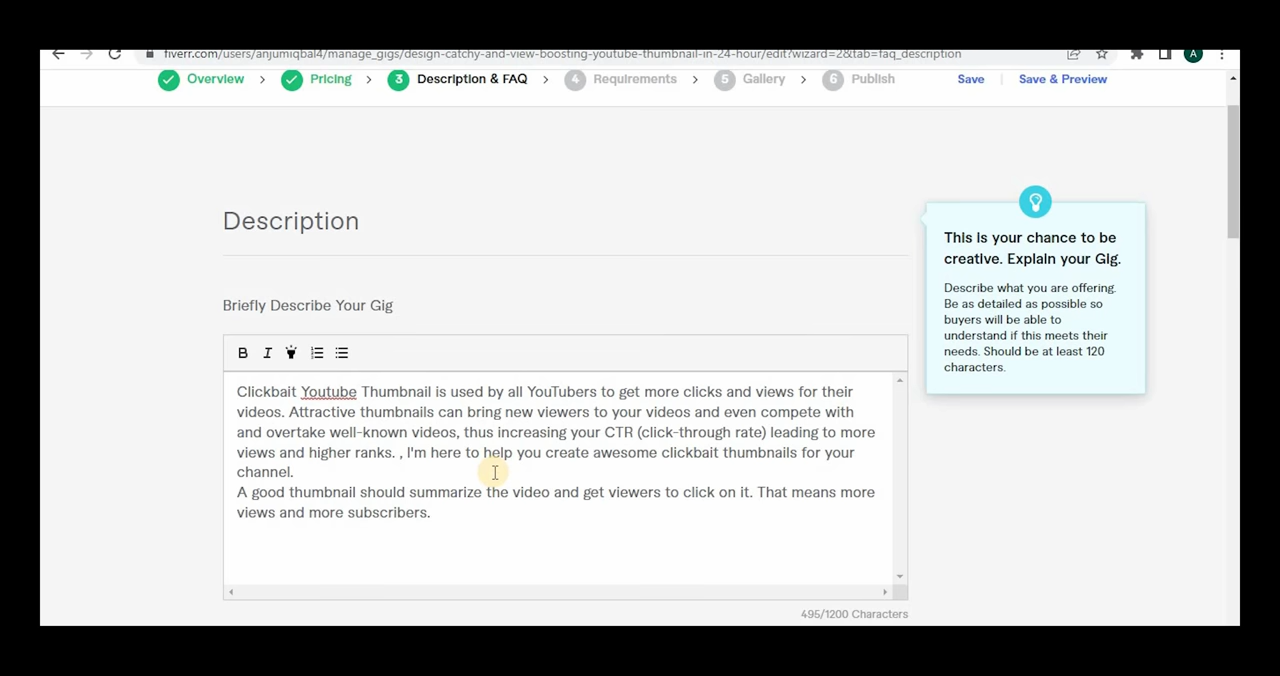 fiverr.com/users/anjumiqbal4/manage_gigs/design-catchy-and-view-boosting-youtube-thumbnail-in-24-hour/edit?wizard=2&tab=faq_description
A
Overview > Pricing > 3 Description & FAQ > 4 Requirements > 5 Gallery > 6 Publish Save | Save & Preview
Description
Briefly Describe Your Gig
B I
Clickbait Youtube Thumbnail is used by all YouTubers to get more clicks and views for their
videos. Attractive thumbnails can bring new viewers to your videos and even compete with
and overtake well-known videos, thus increasing your CTR (click-through rate) leading to more
views and higher ranks. , I'm here to help you create awesome clickbait thumbnails for your
channel.
A good thumbnail should summarize the video and get viewers to click on it. That means more
views and more subscribers.
495/1200 Characters
This is your chance to be
creative. Explain your Gig.
Describe what you are offering.
Be as detailed as possible so
buyers will be able to
understand if this meets their
needs. Should be at least 120
characters.